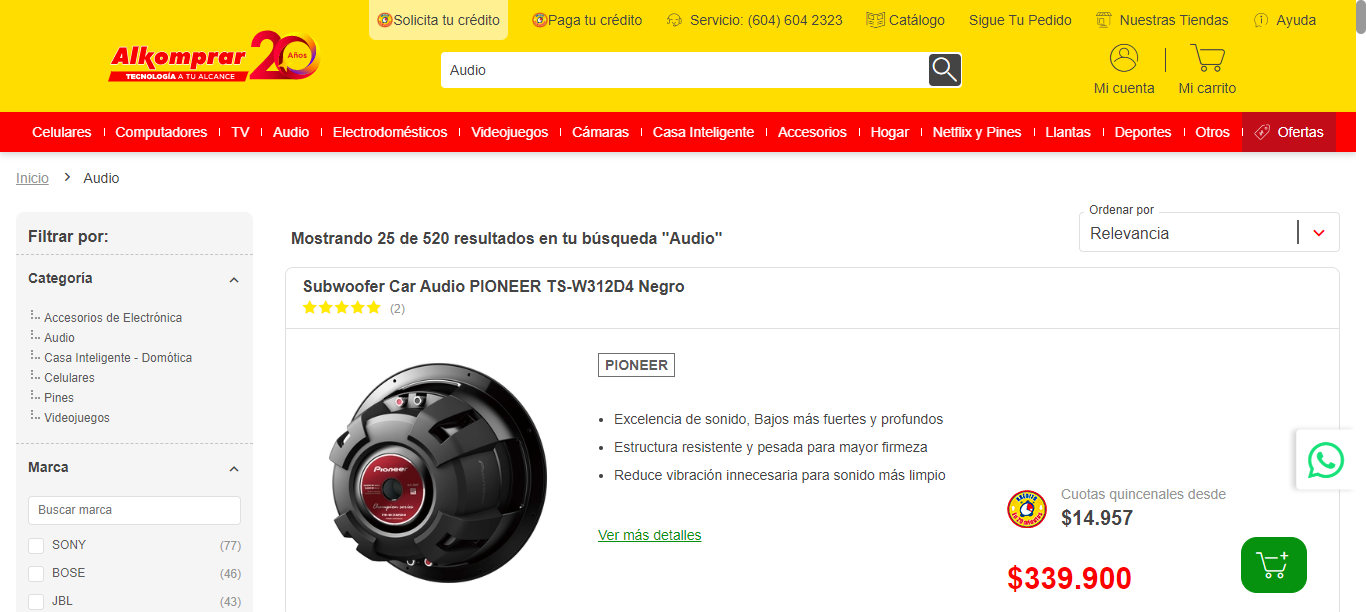 Solicita tu crédito
Paga tu crédito
Servicio: (604) 604 2323
Catálogo
Sigue Tu Pedido
Nuestras Tiendas
Ayuda
Alkomprar 20 Años
TECNOLOGÍA A TU ALCANCE
Audio
Mi cuenta
Mi carrito
Celulares
Computadores
TV
Audio
Electrodomésticos
Videojuegos
Cámaras
Casa Inteligente
Accesorios
Hogar
Netflix y Pines
Llantas
Deportes
Otros
Ofertas
Inicio > Audio
Filtrar por:
Categoría
Accesorios de Electrónica
Audio
Casa Inteligente - Domótica
Celulares
Pines
Videojuegos
Marca
Buscar marca
SONY (77)
BOSE (46)
JBL (43)
Mostrando 25 de 520 resultados en tu búsqueda "Audio"
Ordenar por
Relevancia
Subwoofer Car Audio PIONEER TS-W312D4 Negro
(2)
Pioneer
Champion series
PIONEER
Excelencia de sonido, Bajos más fuertes y profundos
Estructura resistente y pesada para mayor firmeza
Reduce vibración innecesaria para sonido más limpio
Ver más detalles
CRÉDITO
Cuotas quincenales desde
$14.957
$339.900